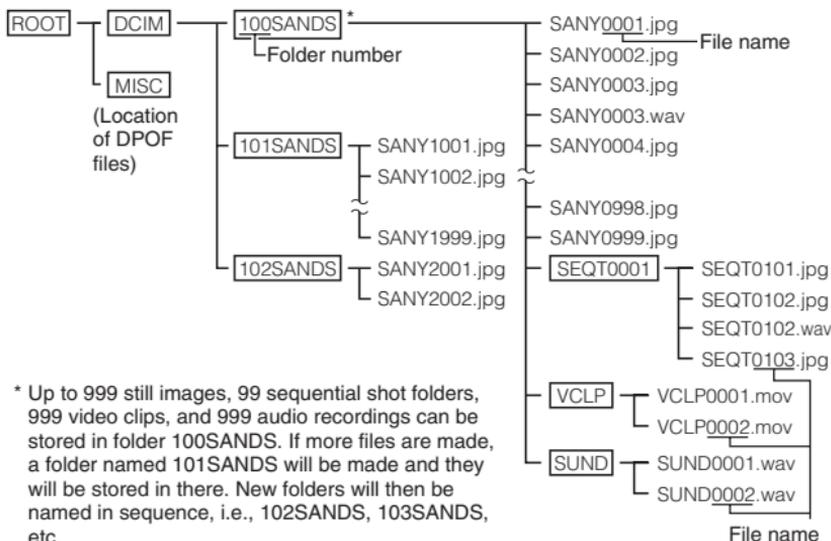 ROOT
DCIM
100SANDS *
Folder number
MISC
(Location
of DPOF
files)
101SANDS
SANY1001.jpg
SANY1002.jpg
SANY1999.jpg
102SANDS
SANY2001.jpg
SANY2002.jpg
SANY0001.jpg
File name
SANY0002.jpg
SANY0003.jpg
SANY0003.wav
SANY0004.jpg
SANY0998.jpg
SANY0999.jpg
SEQT0001
SEQT0101.jpg
SEQT0102.jpg
SEQT0102.wav
SEQT0103.jpg
VCLP
VCLP0001.mov
VCLP0002.mov
SUND
SUND0001.wav
SUND0002.wav
File name
* Up to 999 still images, 99 sequential shot folders,
999 video clips, and 999 audio recordings can be
stored in folder 100SANDS. If more files are made,
a folder named 101SANDS will be made and they
will be stored in there. New folders will then be
named in sequence, i.e., 102SANDS, 103SANDS,
etc.